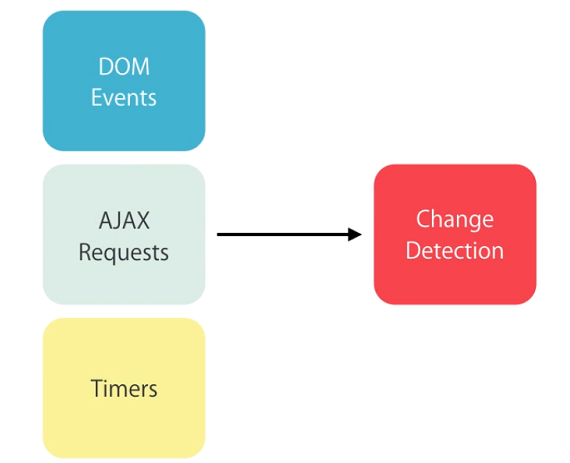 DOM
Events
AJAX
Requests
Change
Detection
Timers